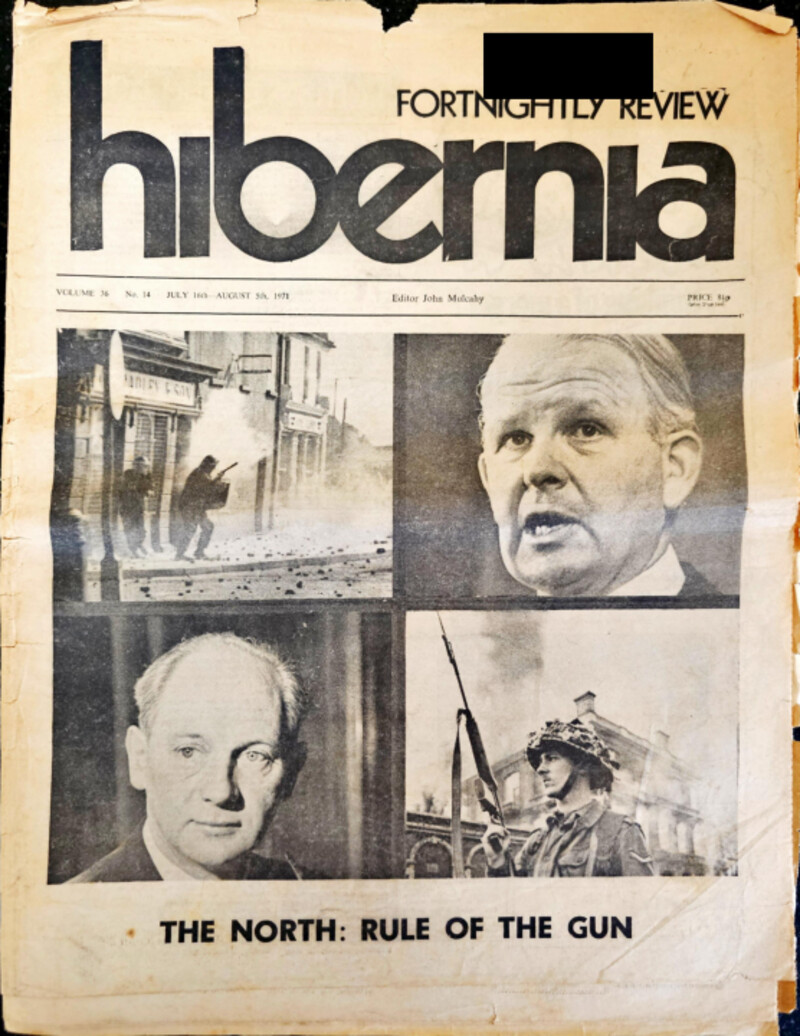 FORTNIGHTLY REVIEW
hibernia
VOLUME 36 No. 14 JULY 16th—AUGUST 5th, 1971 Editor John Mulcahy PRICE
THE NORTH: RULE OF THE GUN